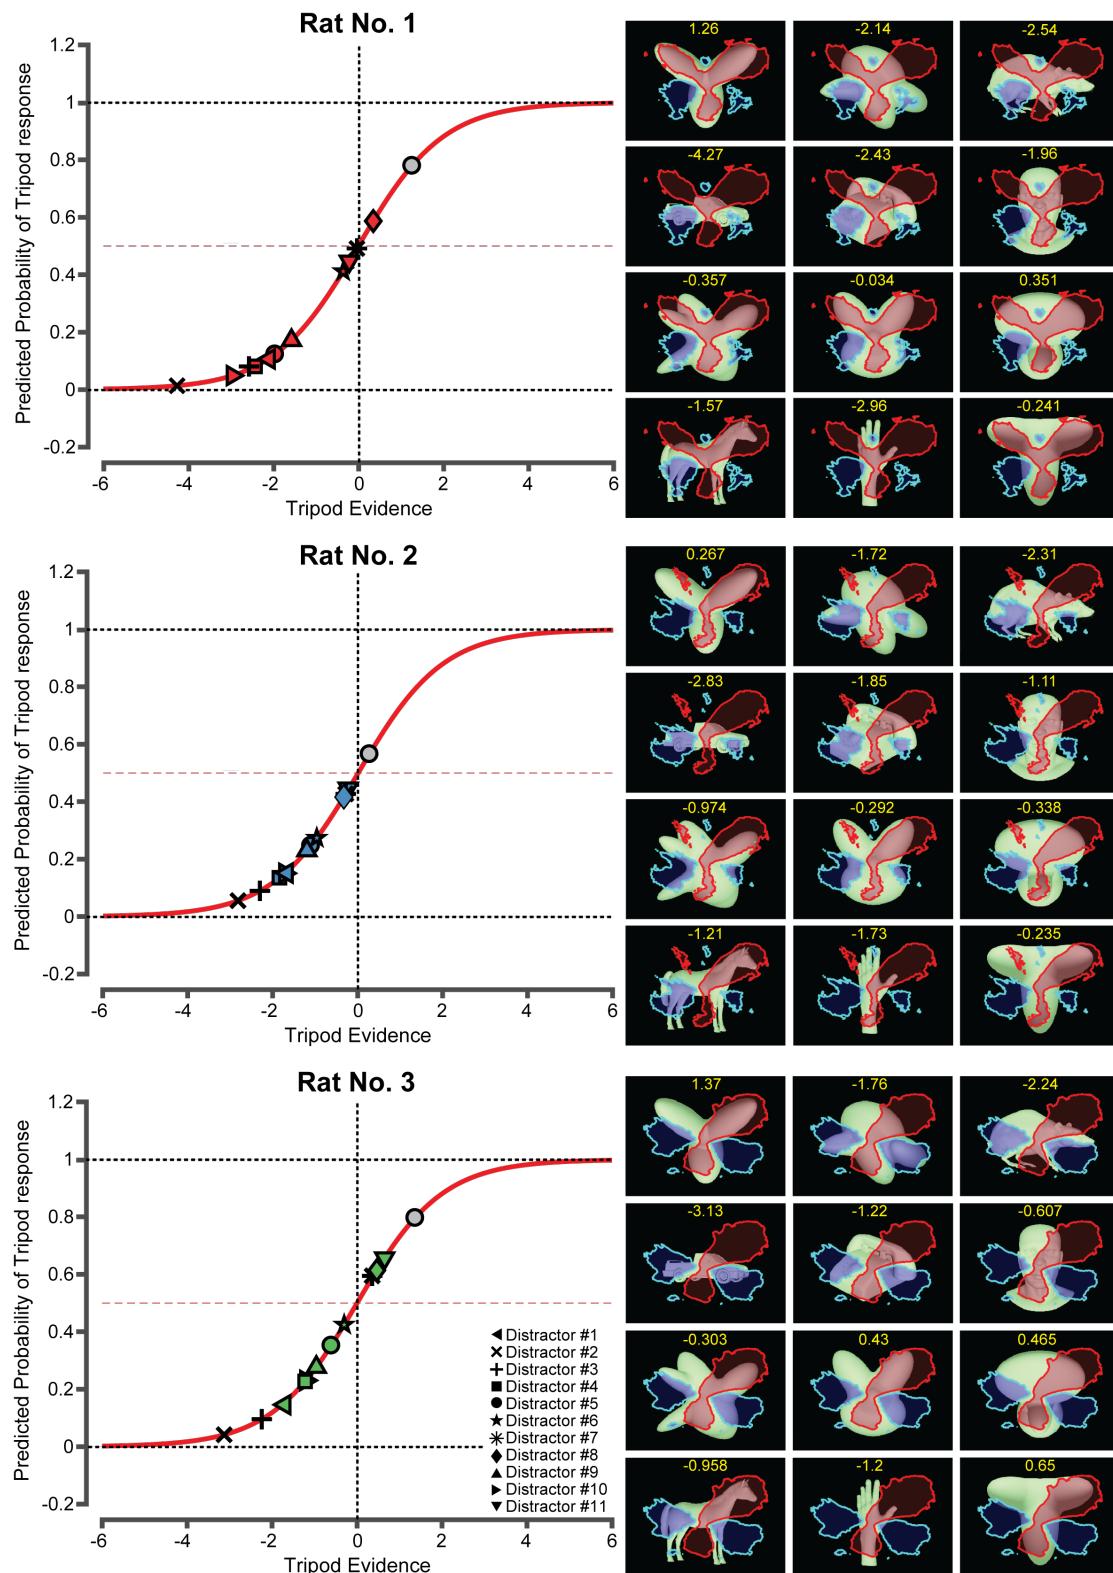 Rat No. 1
Predicted Probability of Tripod response
1.2
1
0.8
0.6
0.4
0.2
0
-0.2
-6 -4 -2 0 2 4 6
Tripod Evidence
1.26 -2.14 -2.54
-4.27 -2.43 -1.96
-0.357 -0.034 0.351
-1.57 -2.96 -0.241
Rat No. 2
Predicted Probability of Tripod response
1.2
1
0.8
0.6
0.4
0.2
0
-0.2
-6 -4 -2 0 2 4 6
Tripod Evidence
0.267 -1.72 -2.31
-2.83 -1.85 -1.11
-0.974 -0.292 -0.338
-1.21 -1.73 -0.235
Rat No. 3
Predicted Probability of Tripod response
1.2
1
0.8
0.6
0.4
0.2
0
-0.2
-6 -4 -2 0 2 4 6
Tripod Evidence
Distractor #1
Distractor #2
Distractor #3
Distractor #4
Distractor #5
Distractor #6
Distractor #7
Distractor #8
Distractor #9
Distractor #10
Distractor #11
1.37 -1.76 -2.24
-3.13 -1.22 -0.607
-0.303 0.43 0.465
-0.958 -1.2 0.65